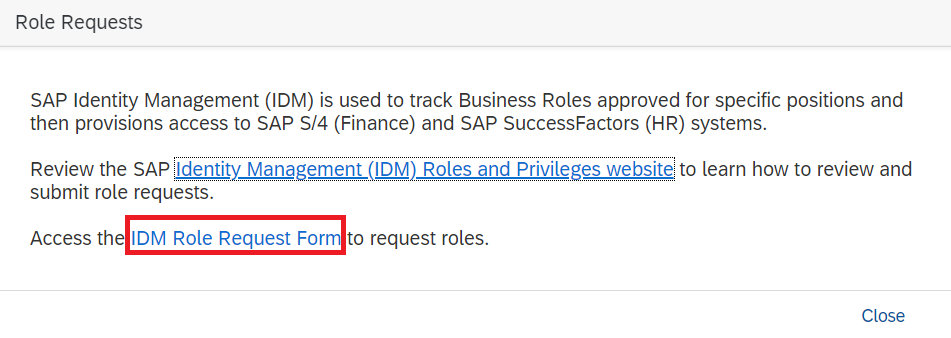 Role Requests
SAP Identity Management (IDM) is used to track Business Roles approved for specific positions and
then provisions access to SAP S/4 (Finance) and SAP SuccessFactors (HR) systems.
Review the SAP Identity Management (IDM) Roles and Privileges website to learn how to review and
submit role requests.
Access the IDM Role Request Form to request roles.
Close